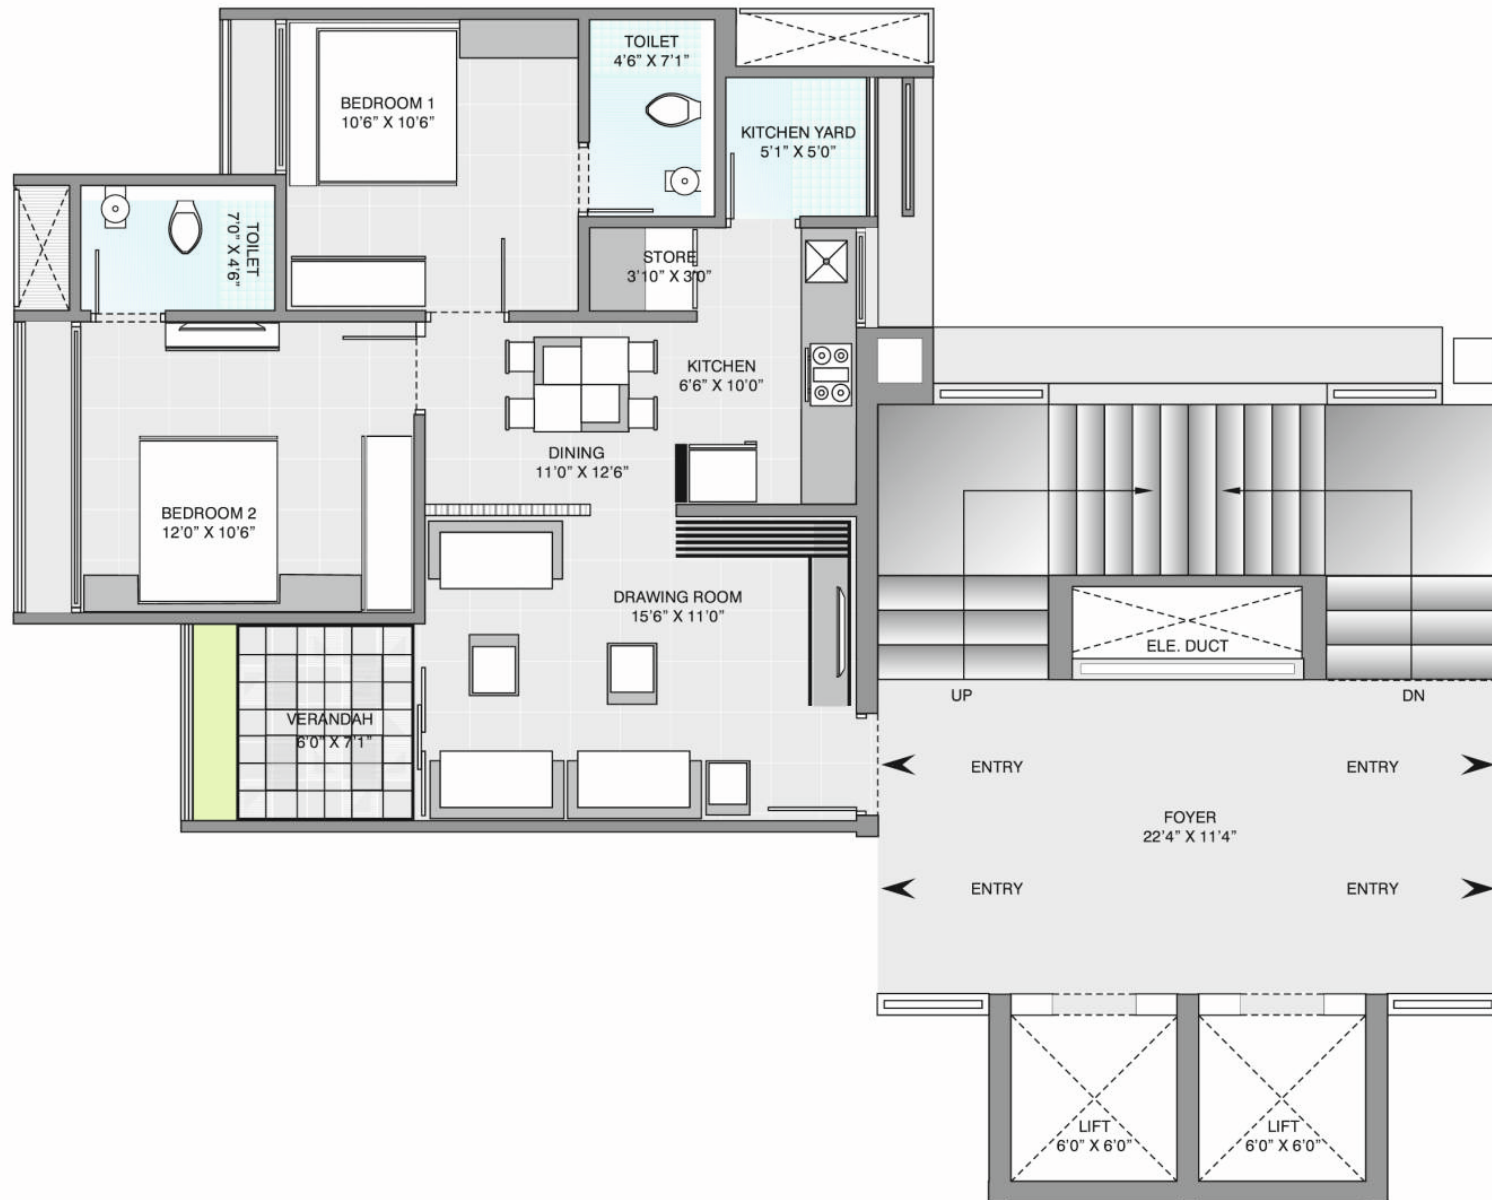 TOILET
4'6” X 7'1”
BEDROOM 1
10'6” X 10'6”
KITCHEN YARD
5'1” X 5'0”
TOILET
7'0” X 4'6”
STORE
3'10” X 3'0”
KITCHEN
6'6” X 10'0”
DINING
11'0” X 12'6”
BEDROOM 2
12'0” X 10'6”
DRAWING ROOM
15'6” X 11'0”
ELE. DUCT
UP
DN
VERANDAH
6'0” X 7'1”
ENTRY
ENTRY
FOYER
22'4” X 11'4”
ENTRY
ENTRY
LIFT
6'0” X 6'0”
LIFT
6'0” X 6'0”